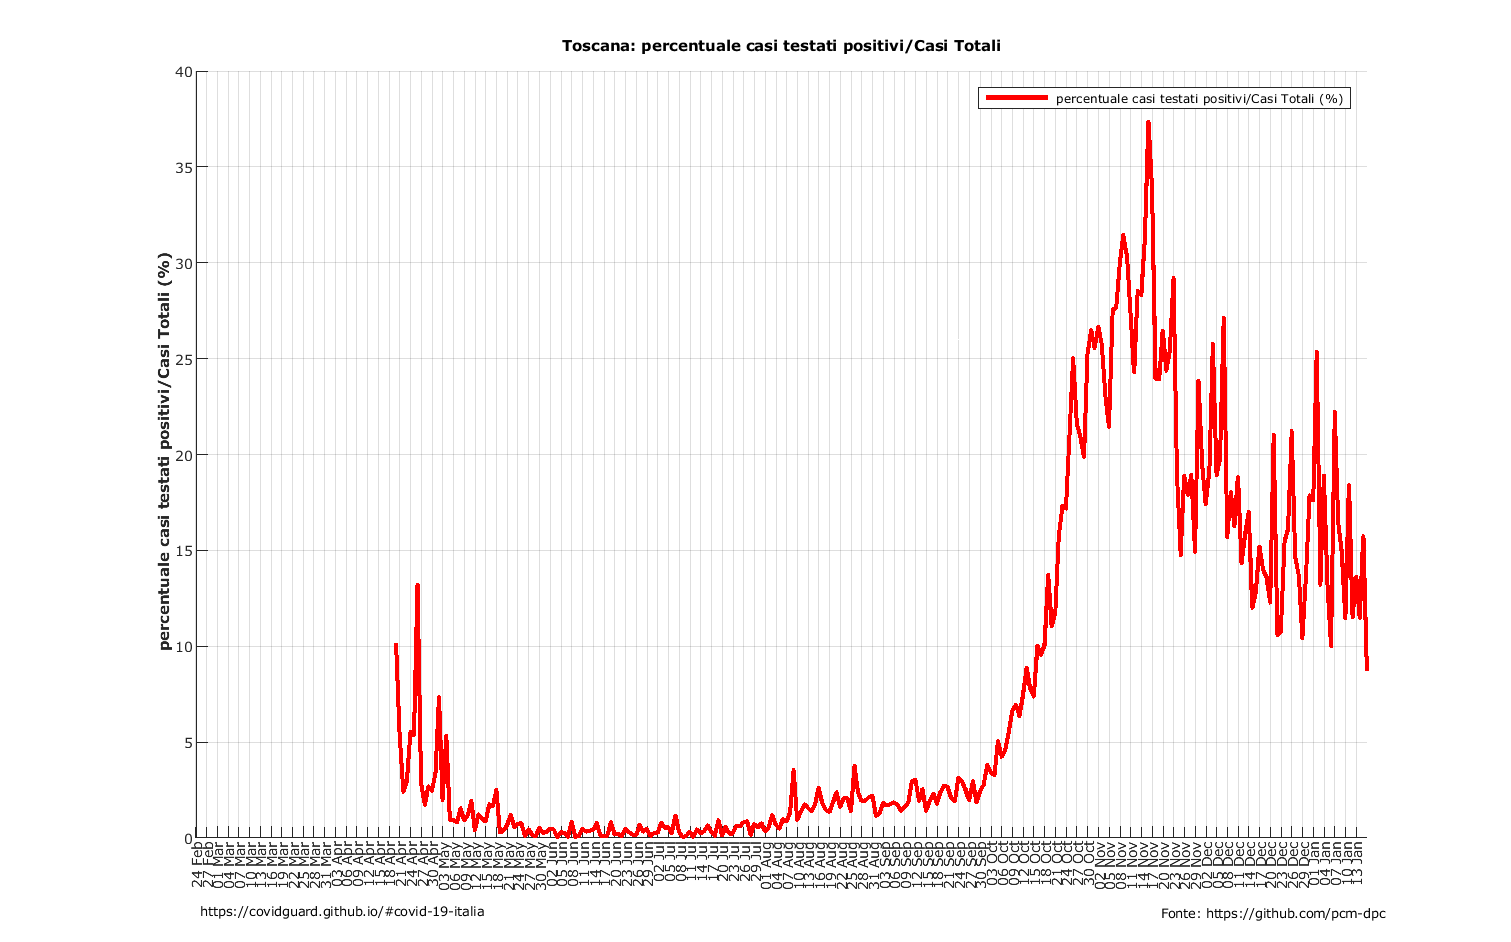 Toscana: percentuale casi testati positivi/Casi Totali
percentuale casi testati positivi/Casi Totali (%)
percentuale casi testati positivi/Casi Totali (%)
40
35
30
25
20
15
10
5
0
24 Feb
27 Feb
01 Mar
04 Mar
07 Mar
10 Mar
13 Mar
16 Mar
19 Mar
22 Mar
25 Mar
28 Mar
31 Mar
03 Apr
06 Apr
09 Apr
12 Apr
15 Apr
18 Apr
21 Apr
24 Apr
27 Apr
30 Apr
03 May
06 May
09 May
12 May
15 May
18 May
21 May
24 May
27 May
30 May
02 Jun
05 Jun
08 Jun
11 Jun
14 Jun
17 Jun
20 Jun
23 Jun
26 Jun
29 Jun
02 Jul
05 Jul
08 Jul
11 Jul
14 Jul
17 Jul
20 Jul
23 Jul
26 Jul
29 Jul
01 Aug
04 Aug
07 Aug
10 Aug
13 Aug
16 Aug
19 Aug
22 Aug
25 Aug
28 Aug
31 Aug
03 Sep
06 Sep
09 Sep
12 Sep
15 Sep
18 Sep
21 Sep
24 Sep
27 Sep
30 Sep
03 Oct
06 Oct
09 Oct
12 Oct
15 Oct
18 Oct
21 Oct
24 Oct
27 Oct
30 Oct
02 Nov
05 Nov
08 Nov
11 Nov
14 Nov
17 Nov
20 Nov
23 Nov
26 Nov
29 Nov
02 Dec
05 Dec
08 Dec
11 Dec
14 Dec
17 Dec
20 Dec
23 Dec
26 Dec
29 Dec
01 Jan
04 Jan
07 Jan
10 Jan
13 Jan
https://covidguard.github.io/#covid-19-italia
Fonte: https://github.com/pcm-dpc